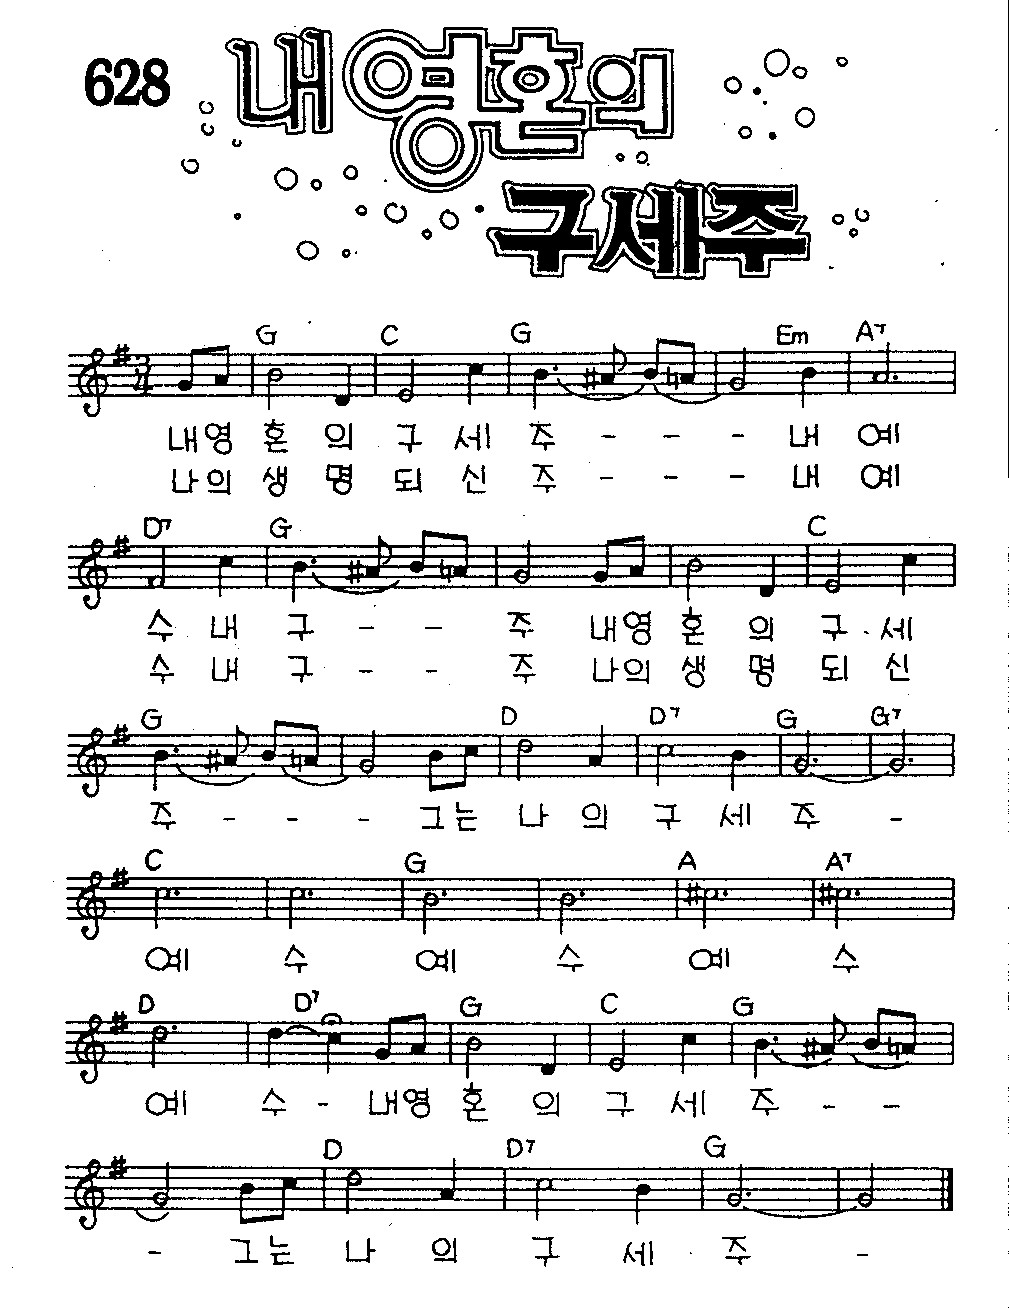 628
내 영혼의
구세주
G C G Em A7
내영 혼 의 구 세 주 - - - 내 예
나의 생 명 되 신 주 - - - 내 예
D7 G C
수 내 구 - - 주 내영 혼 의 구 세
수 내 구 - - 주 나의 생 명 되 신
G D D7 G G7
주 - - - 그는 나 의 구 세 주 -
C G A A7
예 수 예 수 예 수
D D7 G C G
예 수 - 내영 혼 의 구 세 주 - -
D D7 G
- 그는 나 의 구 세 주 -